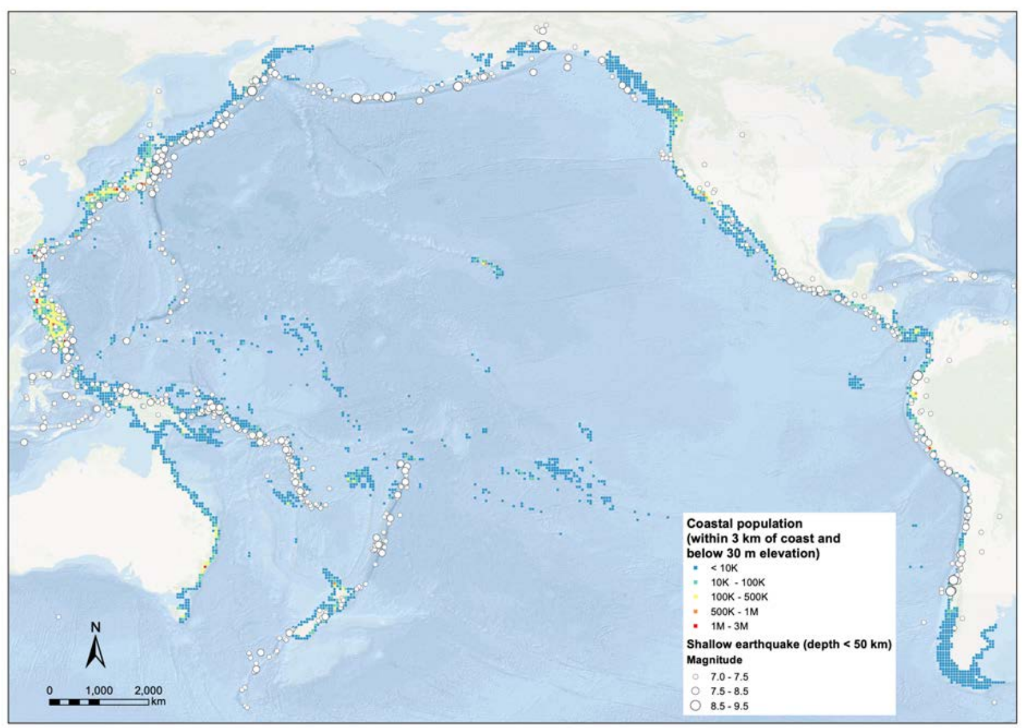 Coastal population
(within 3 km of coast and
below 30 m elevation)
< 10K
10K - 100K
100K - 500K
500K - 1M
1M - 3M
Shallow earthquake (depth < 50 km)
Magnitude
7.0 - 7.5
7.5 - 8.5
8.5 - 9.5
N
0 1,000 2,000
km